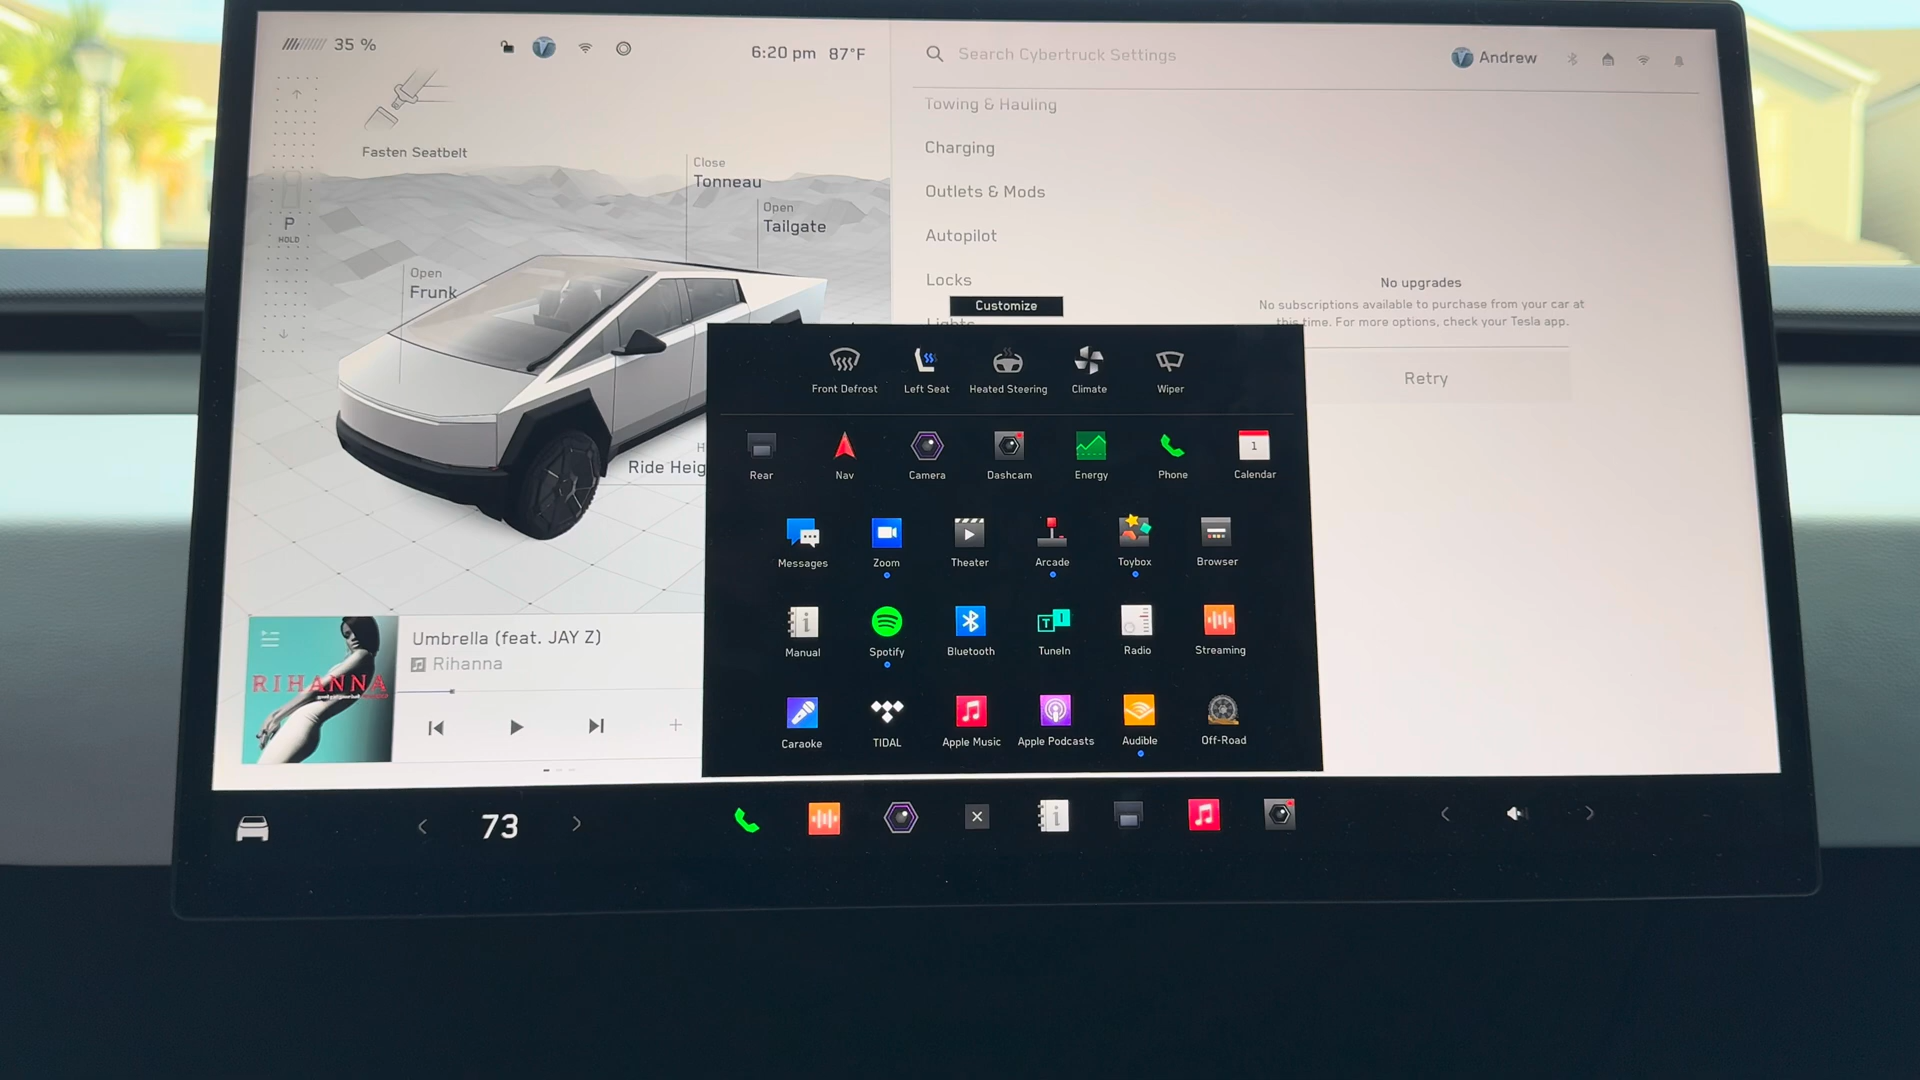 35 %
6:20 pm 87°F
Search Cybertruck Settings
Andrew
Fasten Seatbelt
P
HOLD
Close
Tonneau
Open
Tailgate
Open
Frunk
Ride Heig
Towing & Hauling
Charging
Outlets & Mods
Autopilot
Locks
Lights
Customize
No upgrades
No subscriptions available to purchase from your car at
this time. For more options, check your Tesla app.
Retry
Front Defrost Left Seat Heated Steering Climate Wiper
Rear Nav Camera Dashcam Energy Phone Calendar
1
Messages Zoom Theater Arcade Toybox Browser
Manual Spotify Bluetooth TuneIn Radio Streaming
Caraoke TIDAL Apple Music Apple Podcasts Audible Off-Road
RIHANNA
Umbrella (feat. JAY Z)
Rihanna
73